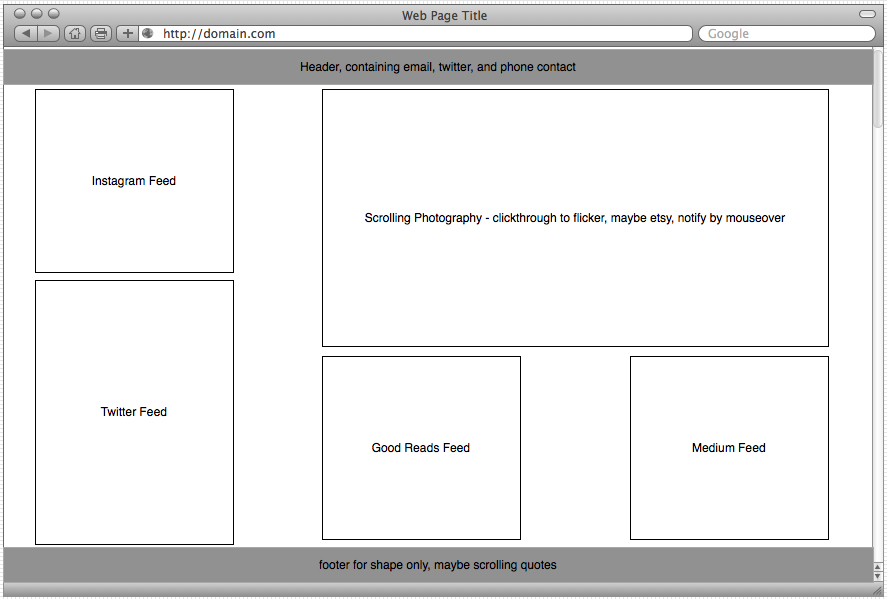 Web Page Title
http://domain.com
Google
Header, containing email, twitter, and phone contact
Instagram Feed
Scrolling Photography - clickthrough to flicker, maybe etsy, notify by mouseover
Twitter Feed
Good Reads Feed
Medium Feed
footer for shape only, maybe scrolling quotes